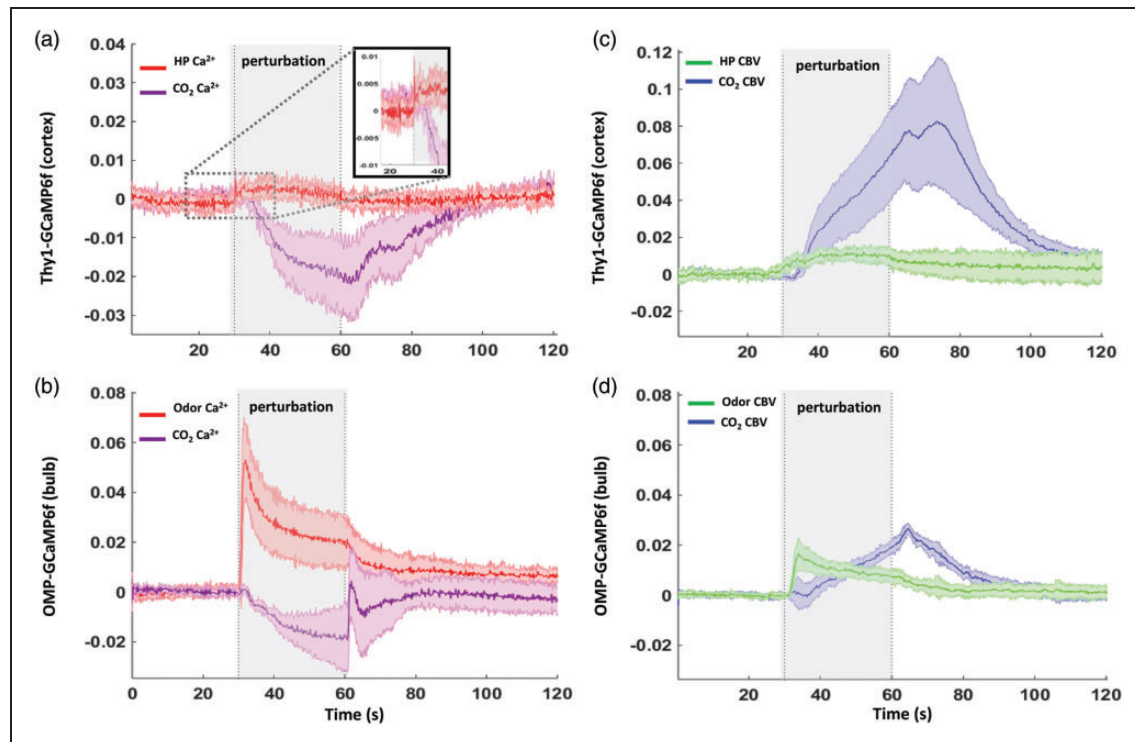 (a)
0.04
0.03
0.02
0.01
0
-0.01
-0.02
-0.03
Thy1-GCaMP6f (cortex)
HP Ca²⁺
CO₂ Ca²⁺
perturbation
0.010
0.005
0
-0.005
-0.01
20 40
20 40 60 80 100 120
(b)
0.08
0.06
0.04
0.02
0
-0.02
OMP-GCaMP6f (bulb)
Odor Ca²⁺
CO₂ Ca²⁺
perturbation
0 20 40 60 80 100 120
Time (s)
(c)
0.12
0.10
0.08
0.06
0.04
0.02
0
-0.02
Thy1-GCaMP6f (cortex)
HP CBV
CO₂ CBV
perturbation
20 40 60 80 100 120
(d)
0.08
0.06
0.04
0.02
0
-0.02
OMP-GCaMP6f (bulb)
Odor CBV
CO₂ CBV
perturbation
20 40 60 80 100 120
Time (s)